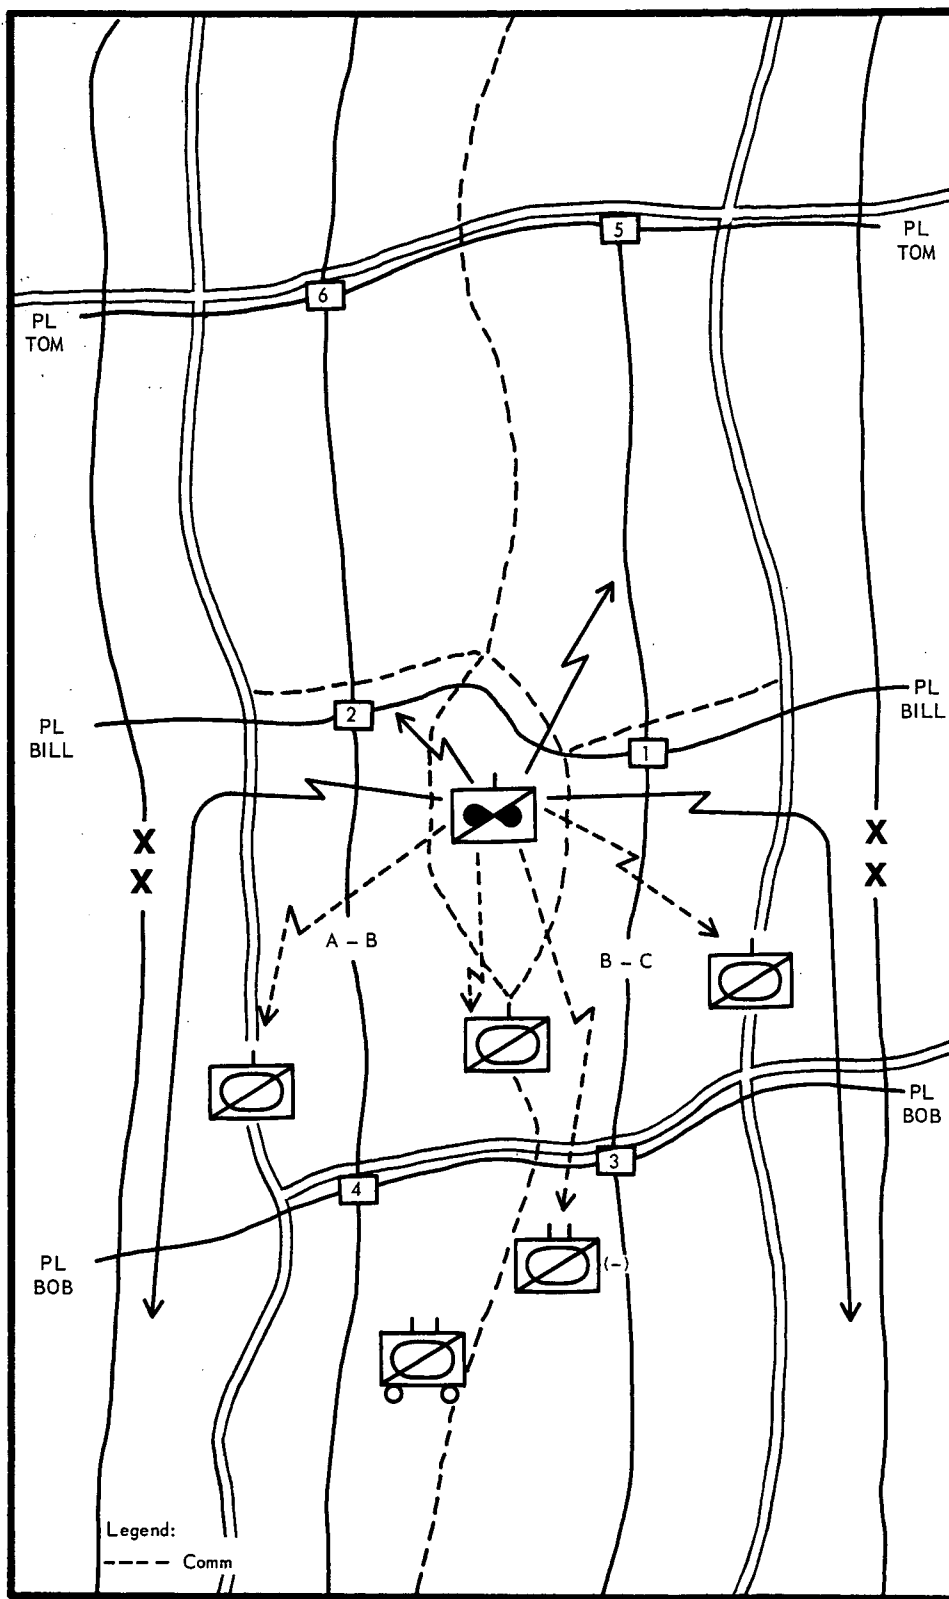 5
PL
TOM
6
PL
TOM
PL
BILL
2
PL
BILL
1
X
X
X
X
A – B
B – C
PL
BOB
3
4
PL
BOB
(-)
Legend:
---- Comm